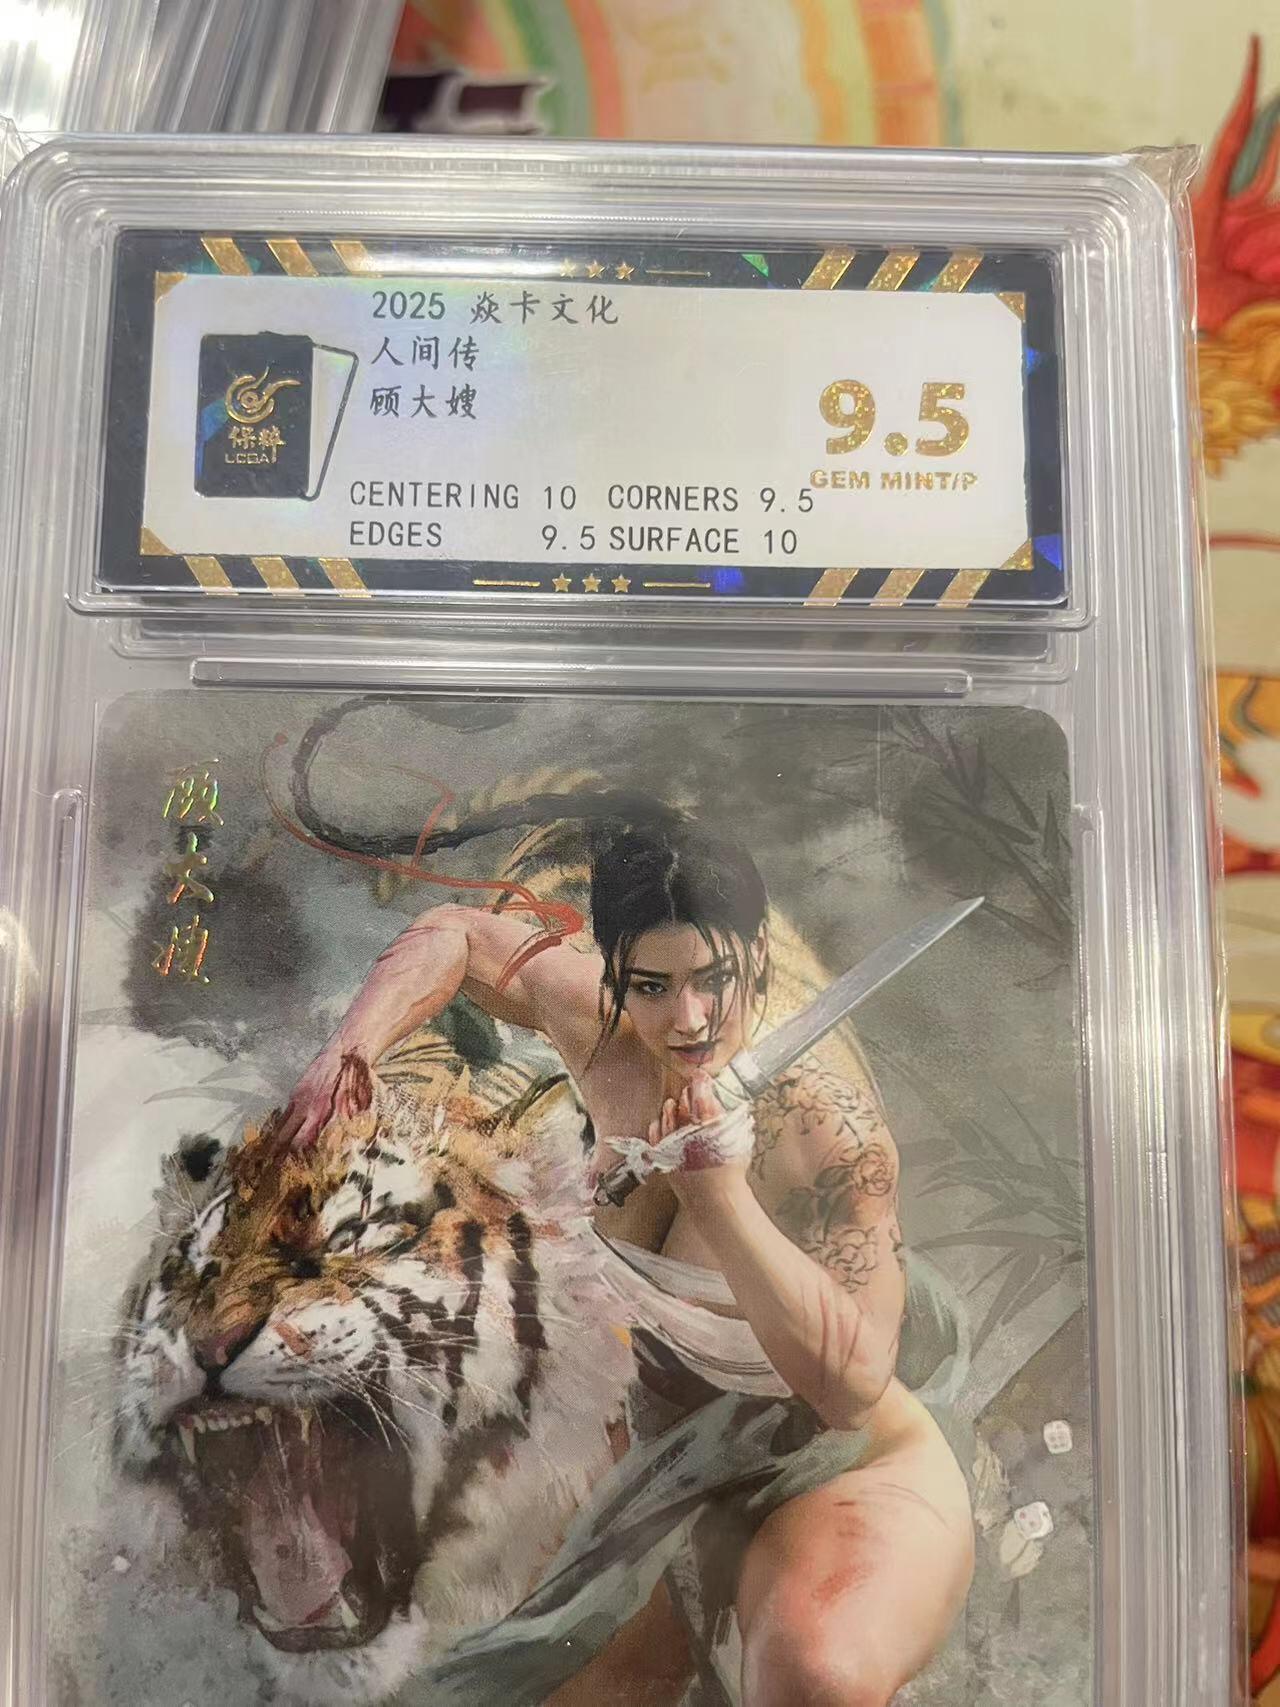 2025 焱卡文化
人间传
顾大嫂
保粹
LCGA
9.5
GEM MINT/P
CENTERING 10 CORNERS 9.5
EDGES 9.5 SURFACE 10
顾大嫂